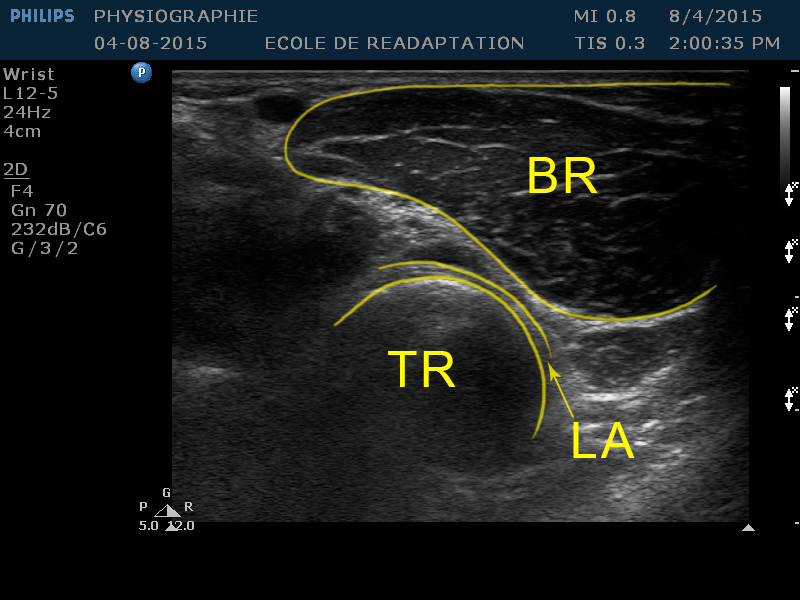 PHILIPS PHYSIOGRAPHIE MI 0.8 8/4/2015
04-08-2015 ECOLE DE READAPTATION TIS 0.3 2:00:35 PM
Wrist
L12-5
24Hz
4cm
2D
F4
Gn 70
232dB/C6
G/3/2
P
BR
TR
LA
G
P R
5.0 12.0